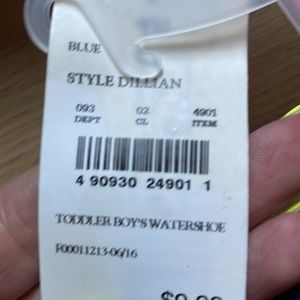 BLUE
STYLE DILLIAN
093 02 4901
DEPT CL ITEM
4 90930 24901 1
TODDLER BOY'S WATERSHOE
F00011213-06/16